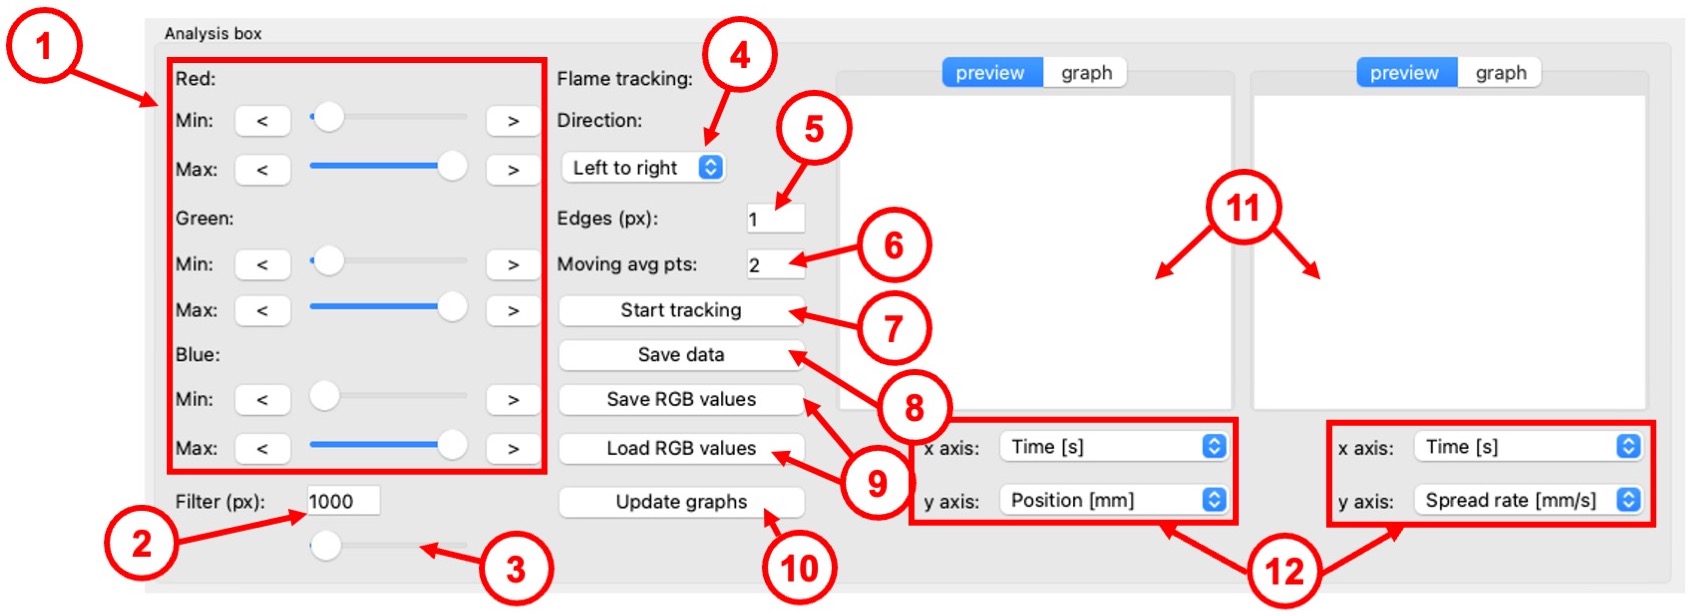 Analysis box
1
Red:
Min: < >
Max: < >
Green:
Min: < >
Max: < >
Blue:
Min: < >
Max: < >
Filter (px): 1000
2
3
Flame tracking:
4
Direction:
Left to right
5
Edges (px): 1
6
Moving avg pts: 2
Start tracking
7
Save data
8
Save RGB values
Load RGB values
9
Update graphs
10
preview graph
preview graph
11
x axis: Time [s]
y axis: Position [mm]
x axis: Time [s]
y axis: Spread rate [mm/s]
12